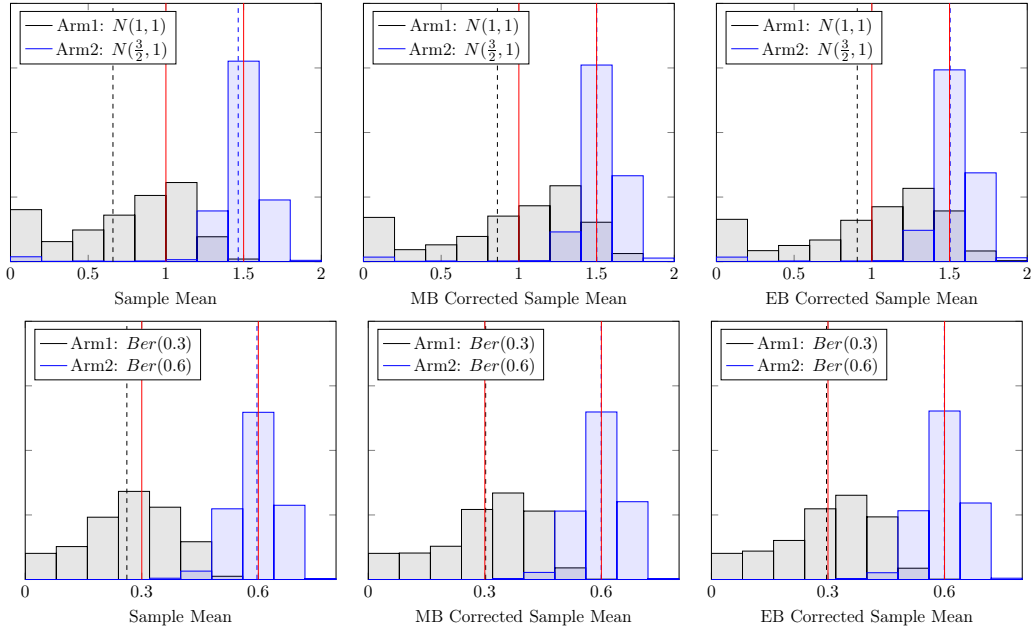 Arm1: N(1, 1)
Arm2: N(3/2, 1)
0 0.5 1 1.5 2
Sample Mean
Arm1: N(1, 1)
Arm2: N(3/2, 1)
0 0.5 1 1.5 2
MB Corrected Sample Mean
Arm1: N(1, 1)
Arm2: N(3/2, 1)
0 0.5 1 1.5 2
EB Corrected Sample Mean
Arm1: Ber(0.3)
Arm2: Ber(0.6)
0 0.3 0.6
Sample Mean
Arm1: Ber(0.3)
Arm2: Ber(0.6)
0 0.3 0.6
MB Corrected Sample Mean
Arm1: Ber(0.3)
Arm2: Ber(0.6)
0 0.3 0.6
EB Corrected Sample Mean